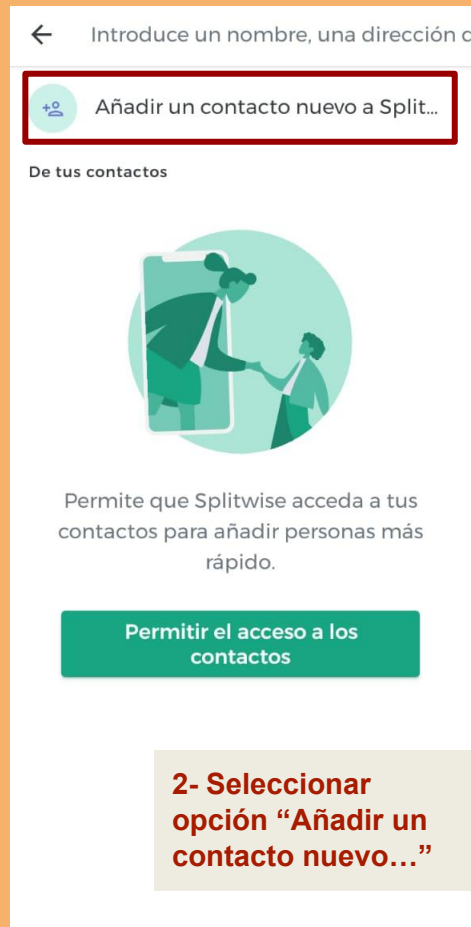 Introduce un nombre, una dirección d
Añadir un contacto nuevo a Split...
De tus contactos
Permite que Splitwise acceda a tus
contactos para añadir personas más
rápido.
Permitir el acceso a los
contactos
2- Seleccionar
opción “Añadir un
contacto nuevo…”